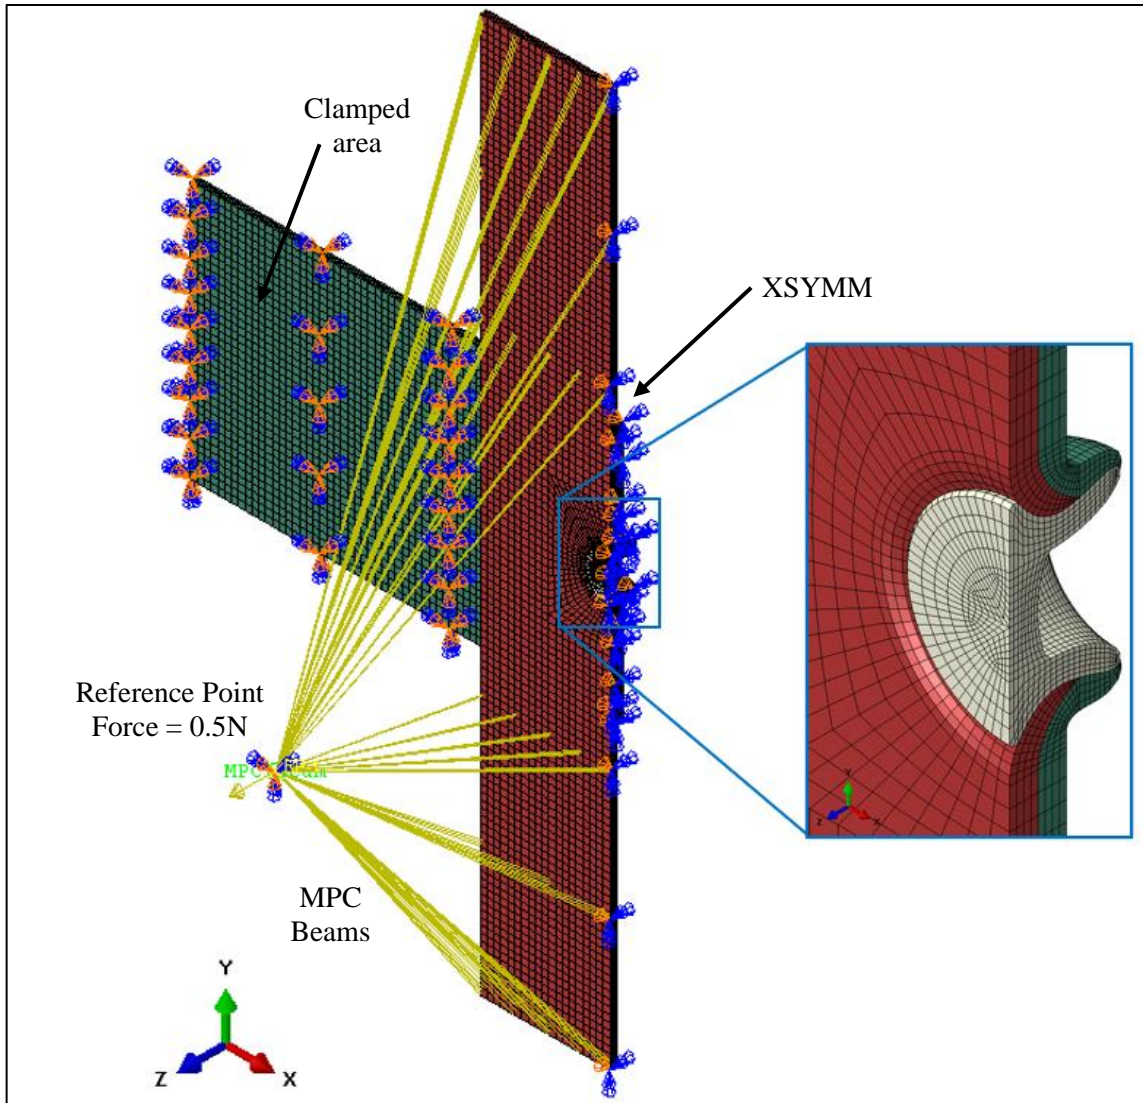 Clamped
area
XSYMM
Reference Point
Force = 0.5N
MPC
Beams
Y
Z
X
Y
Z
X